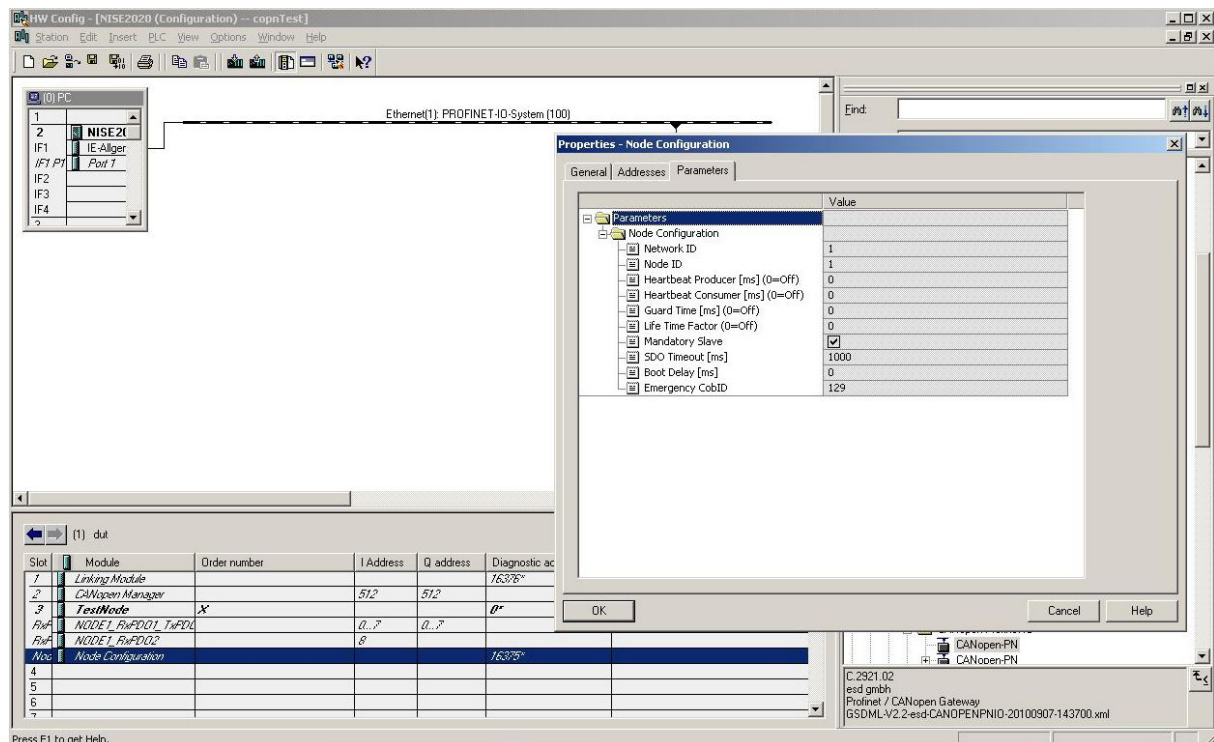 HW Config - [NISE2020 (Configuration) -- copnTest]
Station Edit Insert PLC View Options Window Help
(0) PC
1
2 NISE2(
IF1 IE-Allger
IF1 P1 Port 1
IF2
IF3
IF4
Ethernet(1): PROFINET-IO-System (100)
Find:
Properties - Node Configuration
General Addresses Parameters
Value
Parameters
Node Configuration
Network ID 1
Node ID 1
Heartbeat Producer [ms] (0=Off) 0
Heartbeat Consumer [ms] (0=Off) 0
Guard Time [ms] (0=Off) 0
Life Time Factor (0=Off) 0
Mandatory Slave
SDO Timeout [ms] 1000
Boot Delay [ms] 0
Emergency CobID 129
OK Cancel Help
(1) dut
Slot Module Order number I Address Q address Diagnostic ad
1 Linking Module 16376*
2 CANopen Manager 512 512
3 TestNode X 0*
RxP NODE1_RxPDO1_TxPDO 0...7 0...7
RxP NODE1_RxPDO2 8
Noc Node Configuration 16375*
4
5
6
7
CANopen-PN
CANopen-PN
C.2921.02
esd gmbh
Profinet / CANopen Gateway
GSDML-V2.2-esd-CANOPENPNIO-20100907-143700.xml
Press F1 to get Help.